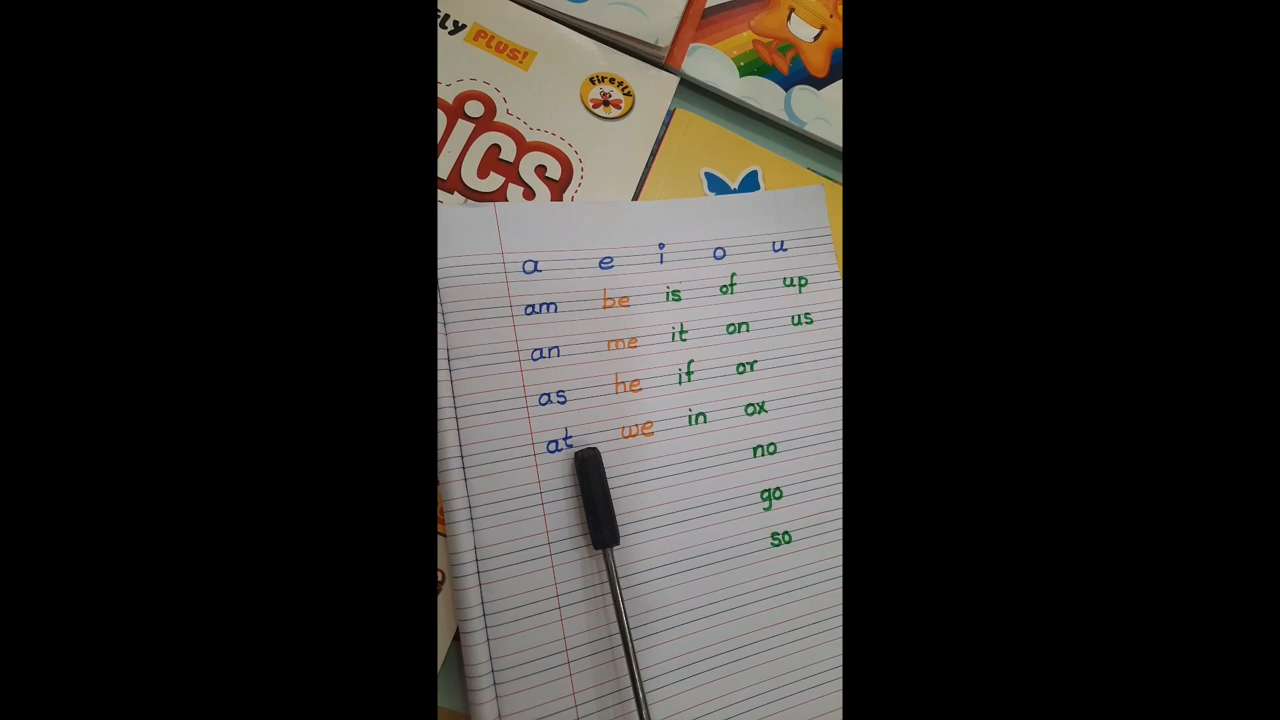 FLY PLUS!
Firefly
ics
a e i o u
am be is of up
an me it on us
as he if or
at we in ox
no
go
so